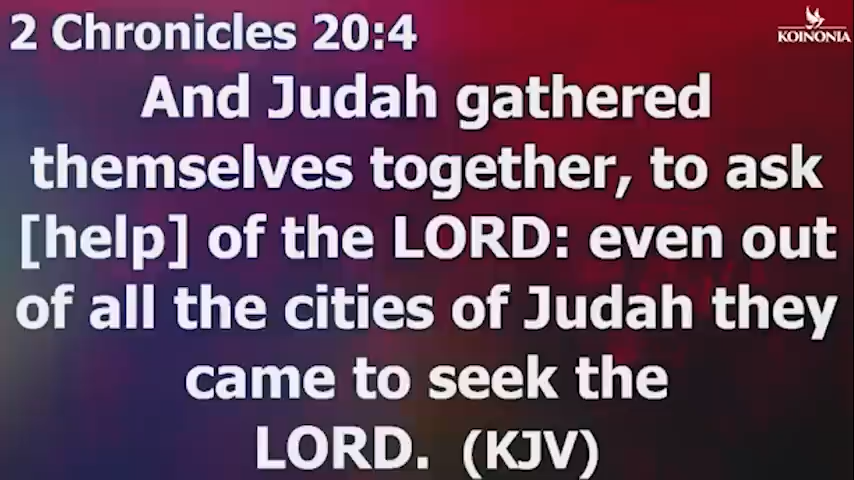 2 Chronicles 20:4
KOINONIA
And Judah gathered
themselves together, to ask
[help] of the LORD: even out
of all the cities of Judah they
came to seek the
LORD. (KJV)